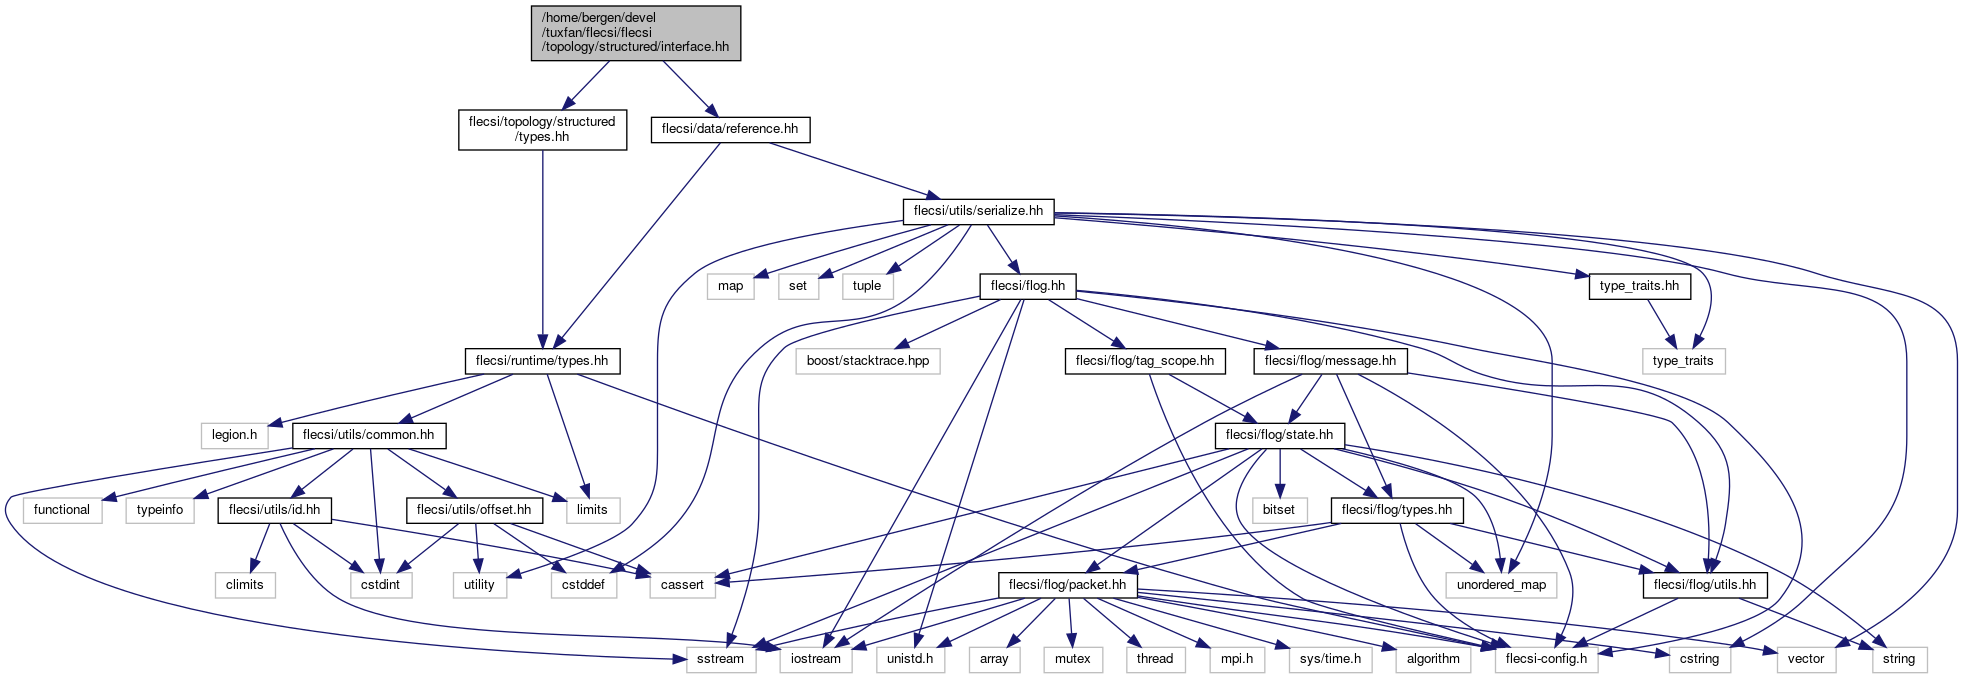 /home/bergen/devel
/tuxfan/flecsi/flecsi
/topology/structured/interface.hh
flecsi/topology/structured
/types.hh
flecsi/data/reference.hh
flecsi/utils/serialize.hh
map
set
tuple
flecsi/flog.hh
type_traits.hh
flecsi/runtime/types.hh
boost/stacktrace.hpp
flecsi/flog/tag_scope.hh
flecsi/flog/message.hh
type_traits
legion.h
flecsi/utils/common.hh
flecsi/flog/state.hh
functional
typeinfo
flecsi/utils/id.hh
flecsi/utils/offset.hh
limits
bitset
flecsi/flog/types.hh
climits
cstdint
utility
cstddef
cassert
flecsi/flog/packet.hh
unordered_map
flecsi/flog/utils.hh
sstream
iostream
unistd.h
array
mutex
thread
mpi.h
sys/time.h
algorithm
flecsi-config.h
cstring
vector
string